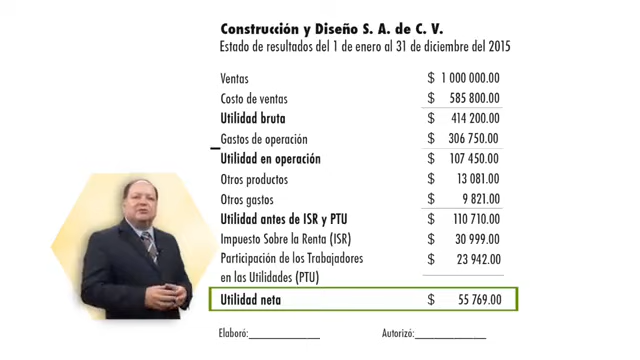 Construcción y Diseño S. A. de C. V.
Estado de resultados del 1 de enero al 31 de diciembre del 2015
Ventas $ 1 000 000.00
Costo de ventas $ 585 800.00
Utilidad bruta $ 414 200.00
Gastos de operación $ 306 750.00
Utilidad en operación $ 107 450.00
Otros productos $ 13 081.00
Otros gastos $ 9 821.00
Utilidad antes de ISR y PTU $ 110 710.00
Impuesto Sobre la Renta (ISR) $ 30 999.00
Participación de los Trabajadores $ 23 942.00
en las Utilidades (PTU)
Utilidad neta $ 55 769.00
Elaboró:____________ Autorizó:____________